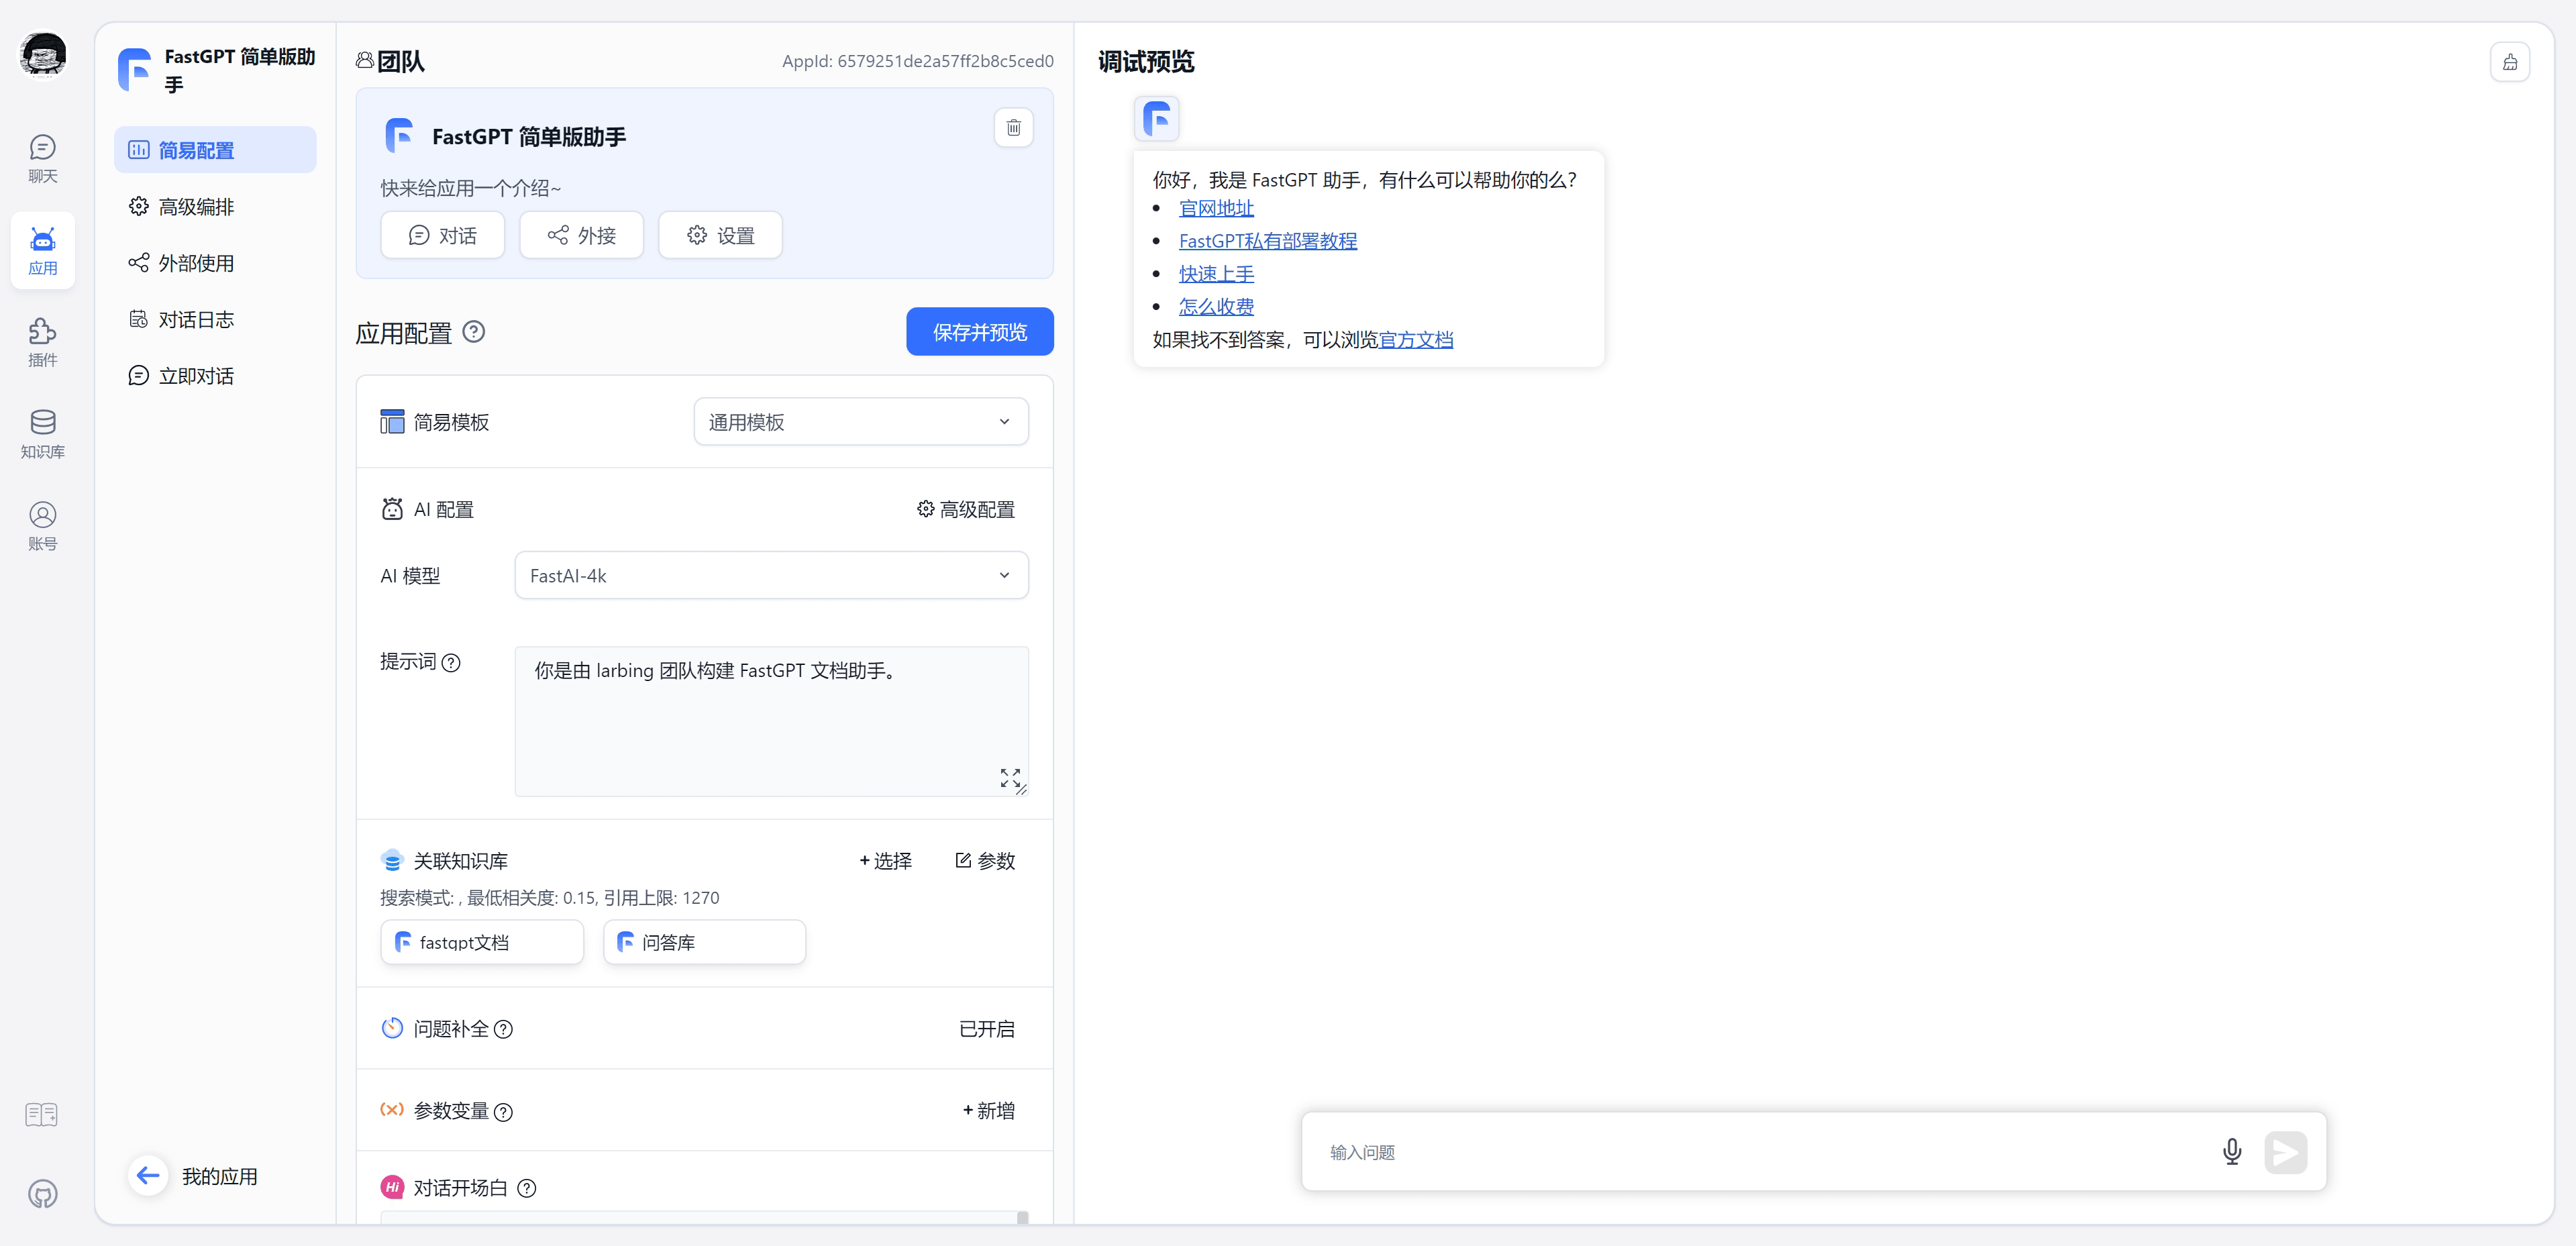 聊天
应用
插件
知识库
账号
FastGPT 简单版助
手
简易配置
高级编排
外部使用
对话日志
立即对话
我的应用
团队
AppId: 6579251de2a57ff2b8c5ced0
FastGPT 简单版助手
快来给应用一个介绍~
对话
外接
设置
应用配置
保存并预览
简易模板
通用模板
AI 配置
高级配置
AI 模型
FastAI-4k
提示词
你是由 larbing 团队构建 FastGPT 文档助手。
关联知识库
+ 选择
参数
搜索模式: , 最低相关度: 0.15, 引用上限: 1270
fastgpt文档
问答库
问题补全
已开启
(x) 参数变量
+ 新增
Hi 对话开场白
调试预览
你好，我是 FastGPT 助手，有什么可以帮助你的么？
• 官网地址
• FastGPT私有部署教程
• 快速上手
• 怎么收费
如果找不到答案，可以浏览官方文档
输入问题